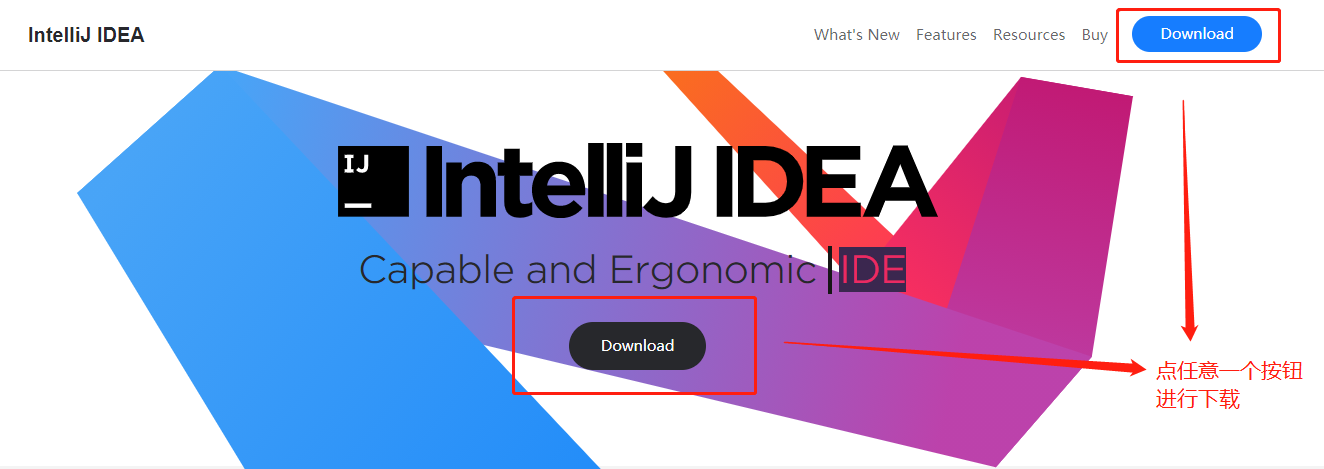 IntelliJ IDEA
What's New Features Resources Buy Download
IJ
IntelliJ IDEA
Capable and Ergonomic IDE
Download
点任意一个按钮
进行下载